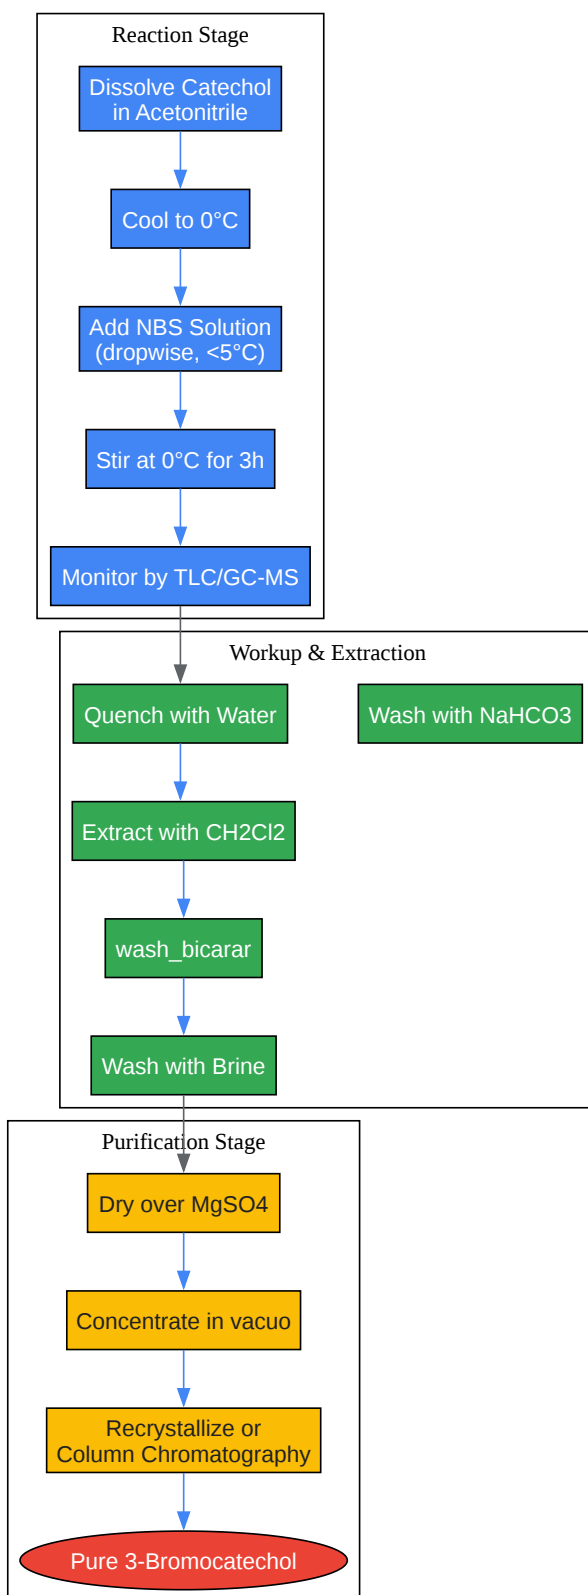 Reaction Stage
Dissolve Catechol
in Acetonitrile
Cool to 0°C
Add NBS Solution
(dropwise, <5°C)
Stir at 0°C for 3h
Monitor by TLC/GC-MS
Workup & Extraction
Quench with Water
Wash with NaHCO3
Extract with CH2Cl2
wash_bicarar
Wash with Brine
Purification Stage
Dry over MgSO4
Concentrate in vacuo
Recrystallize or
Column Chromatography
Pure 3-Bromocatechol